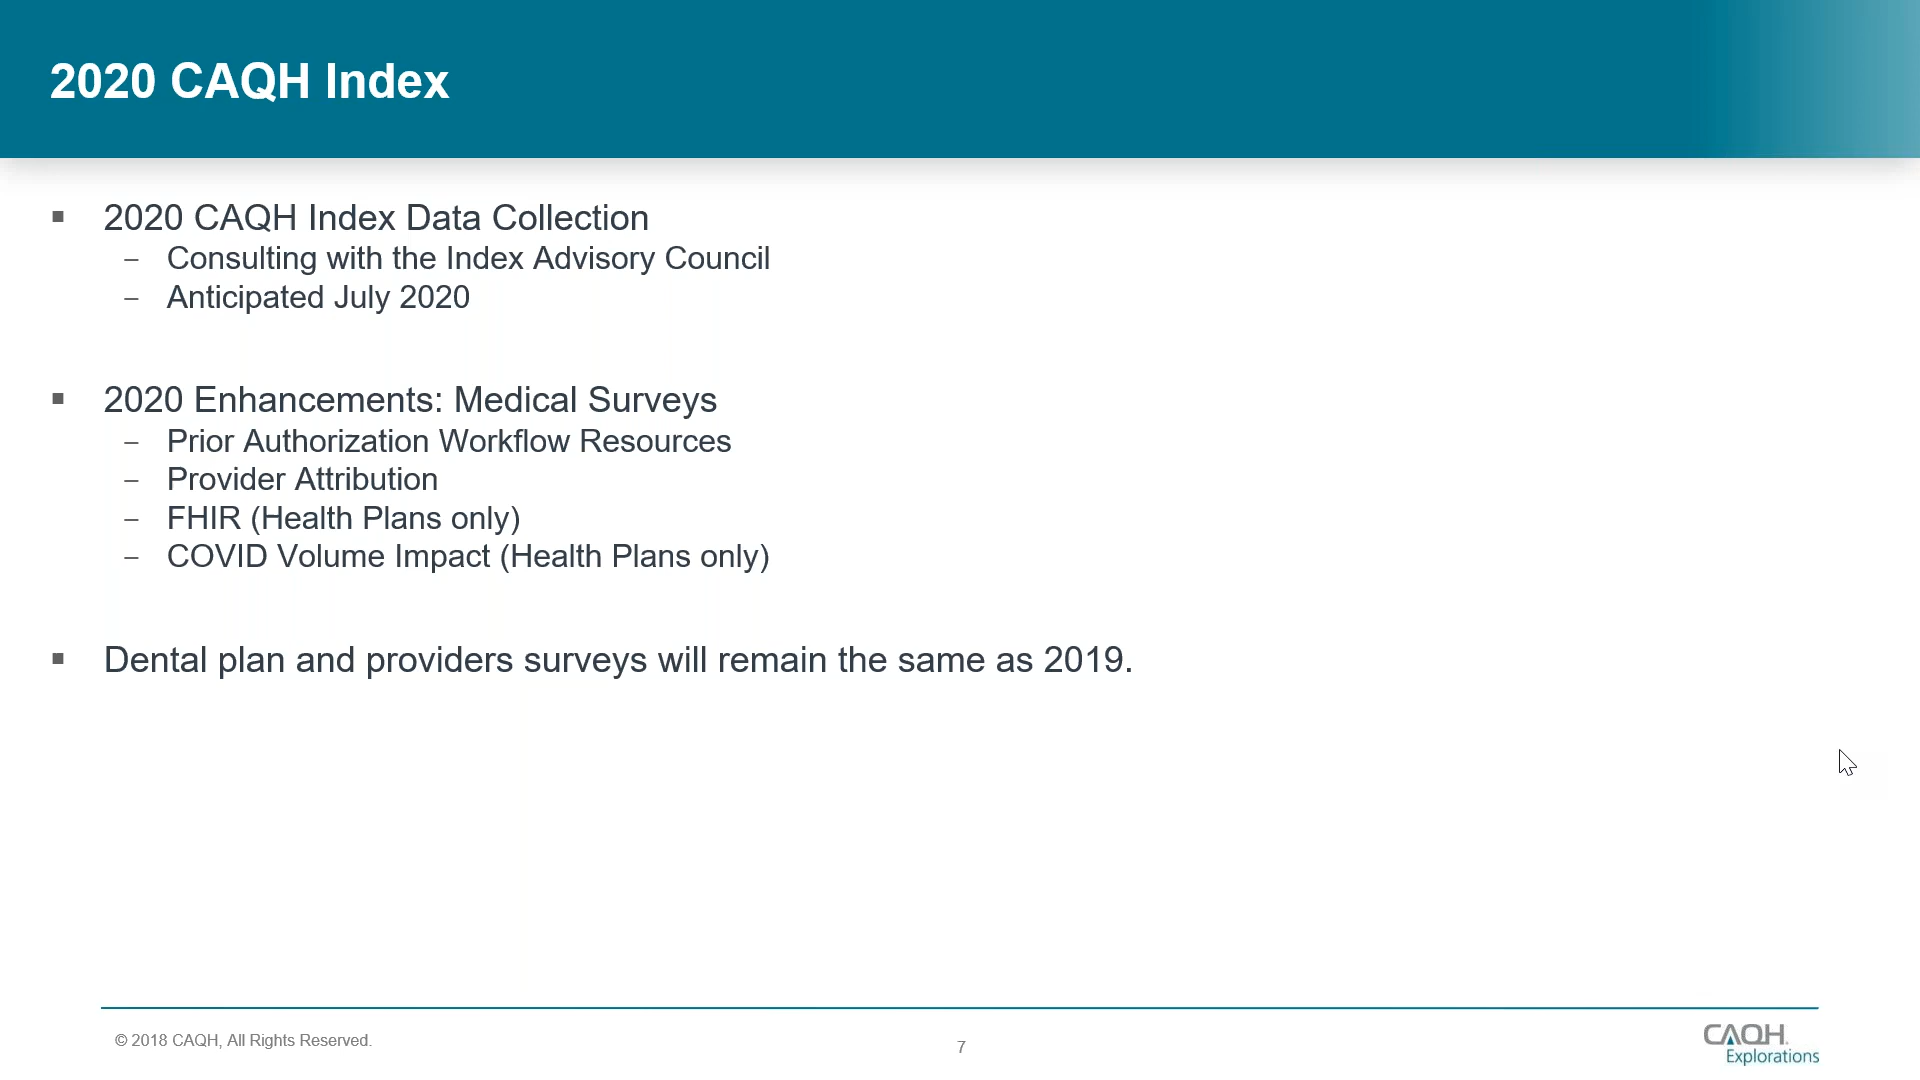 2020 CAQH Index
▪ 2020 CAQH Index Data Collection
– Consulting with the Index Advisory Council
– Anticipated July 2020
▪ 2020 Enhancements: Medical Surveys
– Prior Authorization Workflow Resources
– Provider Attribution
– FHIR (Health Plans only)
– COVID Volume Impact (Health Plans only)
▪ Dental plan and providers surveys will remain the same as 2019.
© 2018 CAQH, All Rights Reserved.
7
CAQH.
Explorations